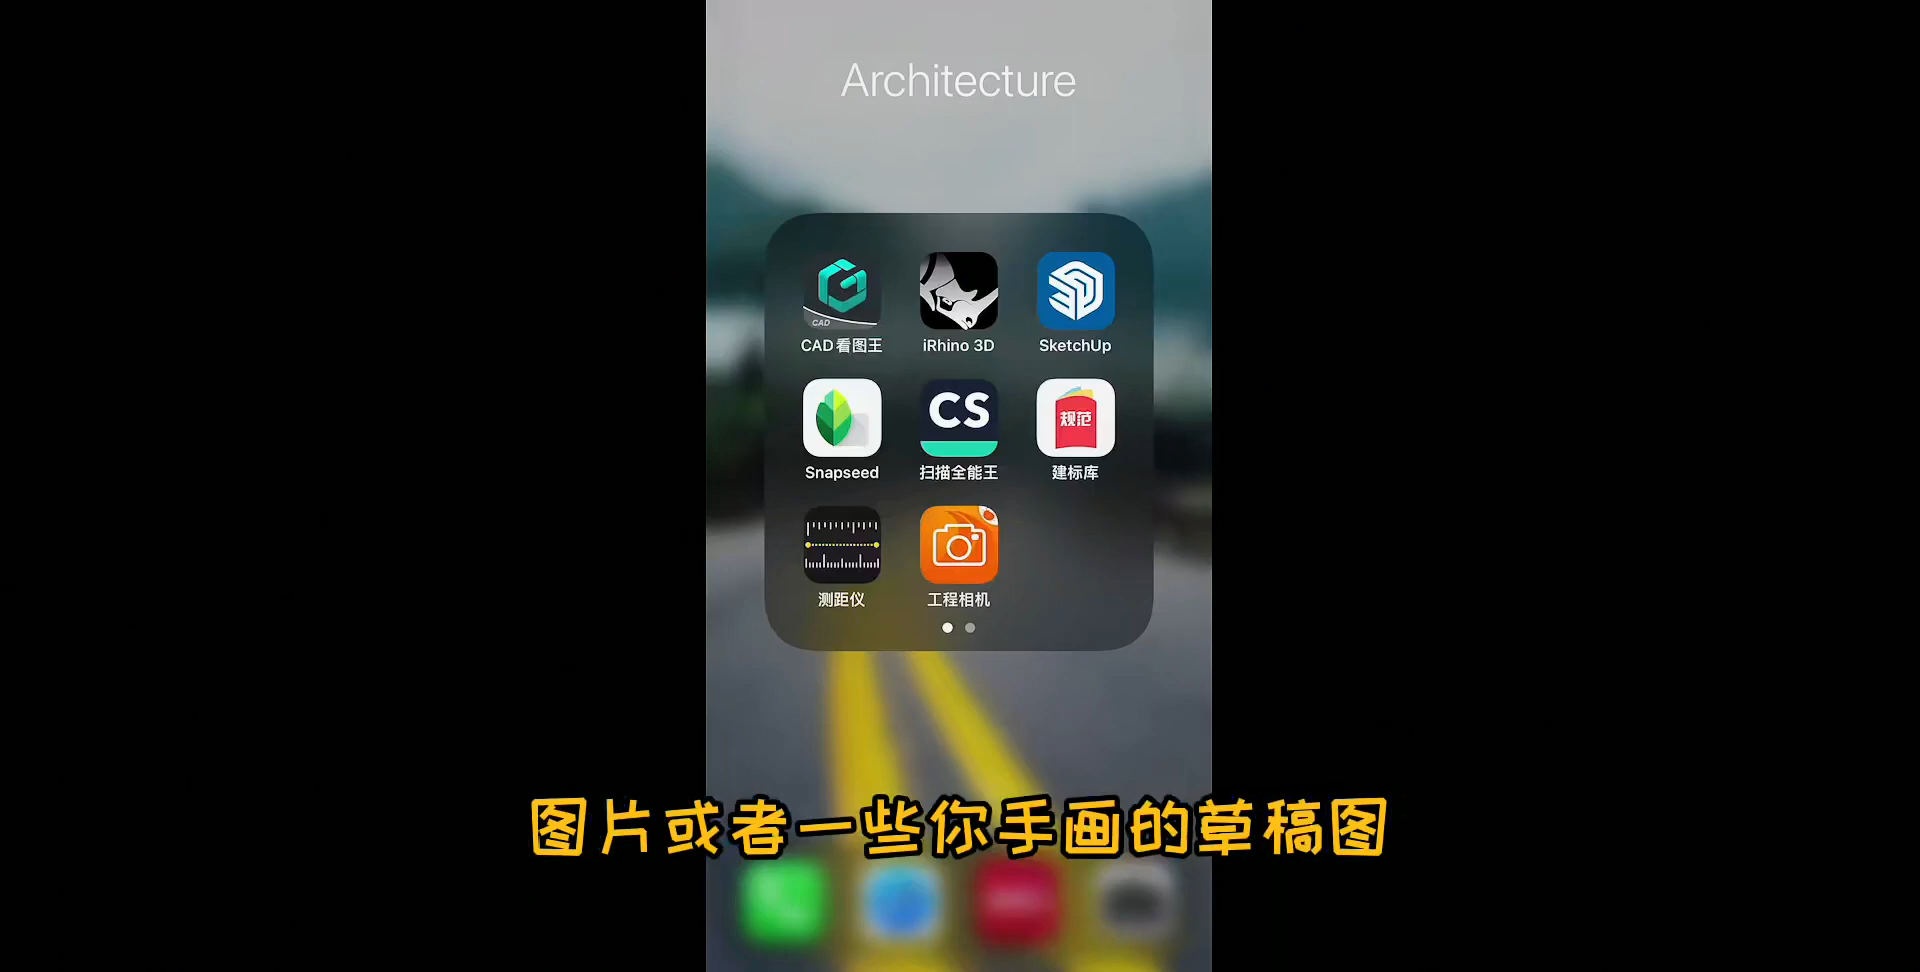 Architecture
CAD
CAD看图王
iRhino 3D
SketchUp
CS
规范
Snapseed
扫描全能王
建标库
测距仪
工程相机
图片或者一些你手画的草稿图